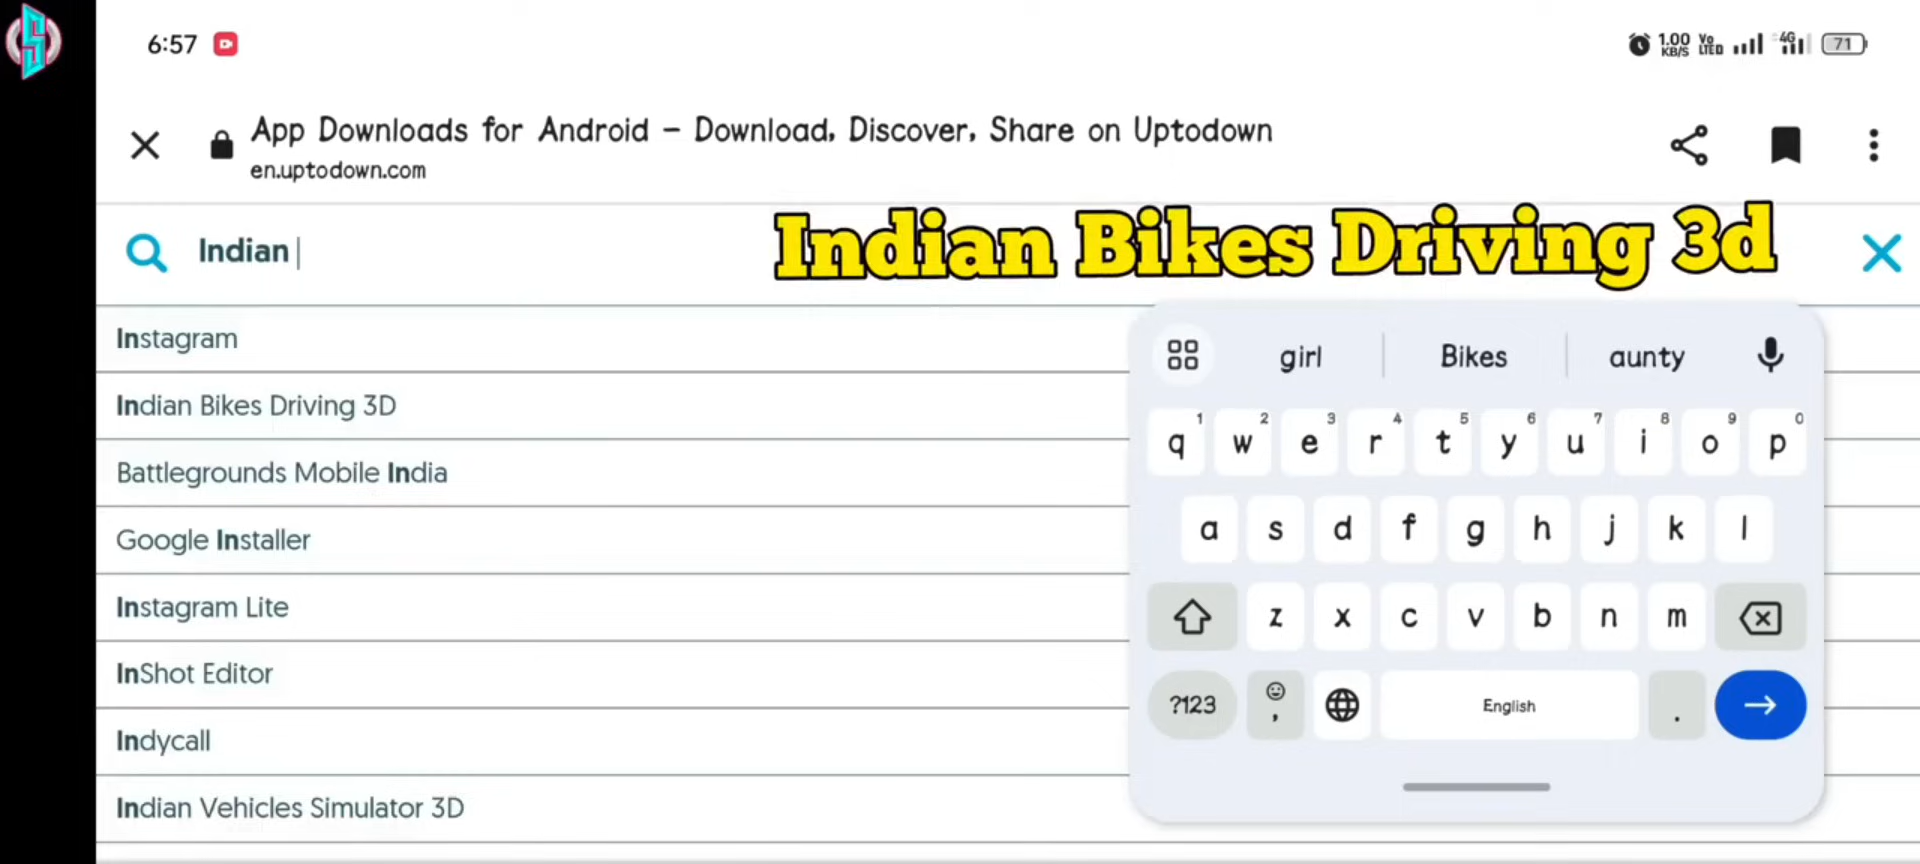 6:57
1.00 KB/S Vo LTED 4G 71
App Downloads for Android – Download, Discover, Share on Uptodown
en.uptodown.com
Indian
Indian Bikes Driving 3d
Instagram
Indian Bikes Driving 3D
Battlegrounds Mobile India
Google Installer
Instagram Lite
InShot Editor
Indycall
Indian Vehicles Simulator 3D
girl Bikes aunty
1 2 3 4 5 6 7 8 9 0
q w e r t y u i o p
a s d f g h j k l
z x c v b n m
?123 , English .